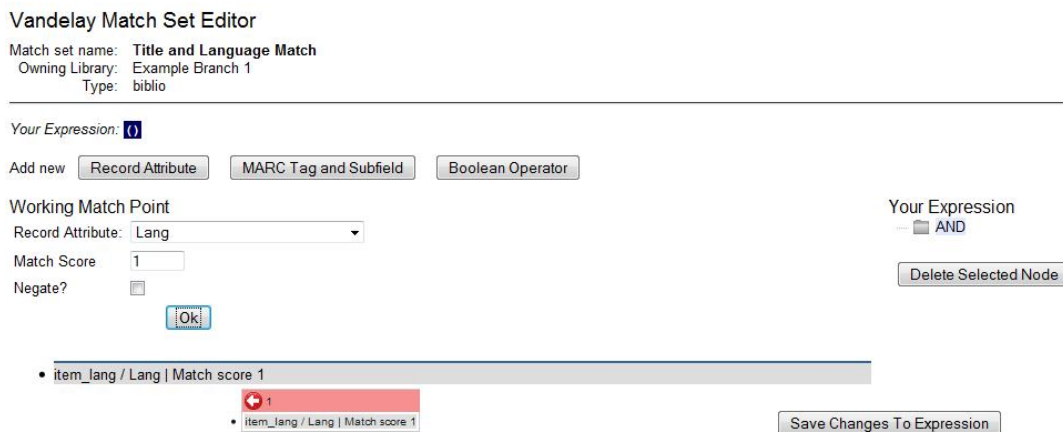 Vandelay Match Set Editor
Match set name: Title and Language Match
Owning Library: Example Branch 1
Type: biblio
Your Expression: ()
Add new Record Attribute MARC Tag and Subfield Boolean Operator
Working Match Point
Record Attribute: Lang
Match Score 1
Negate?
Ok
Your Expression
AND
Delete Selected Node
• item_lang / Lang | Match score 1
1
• item_lang / Lang | Match score 1
Save Changes To Expression